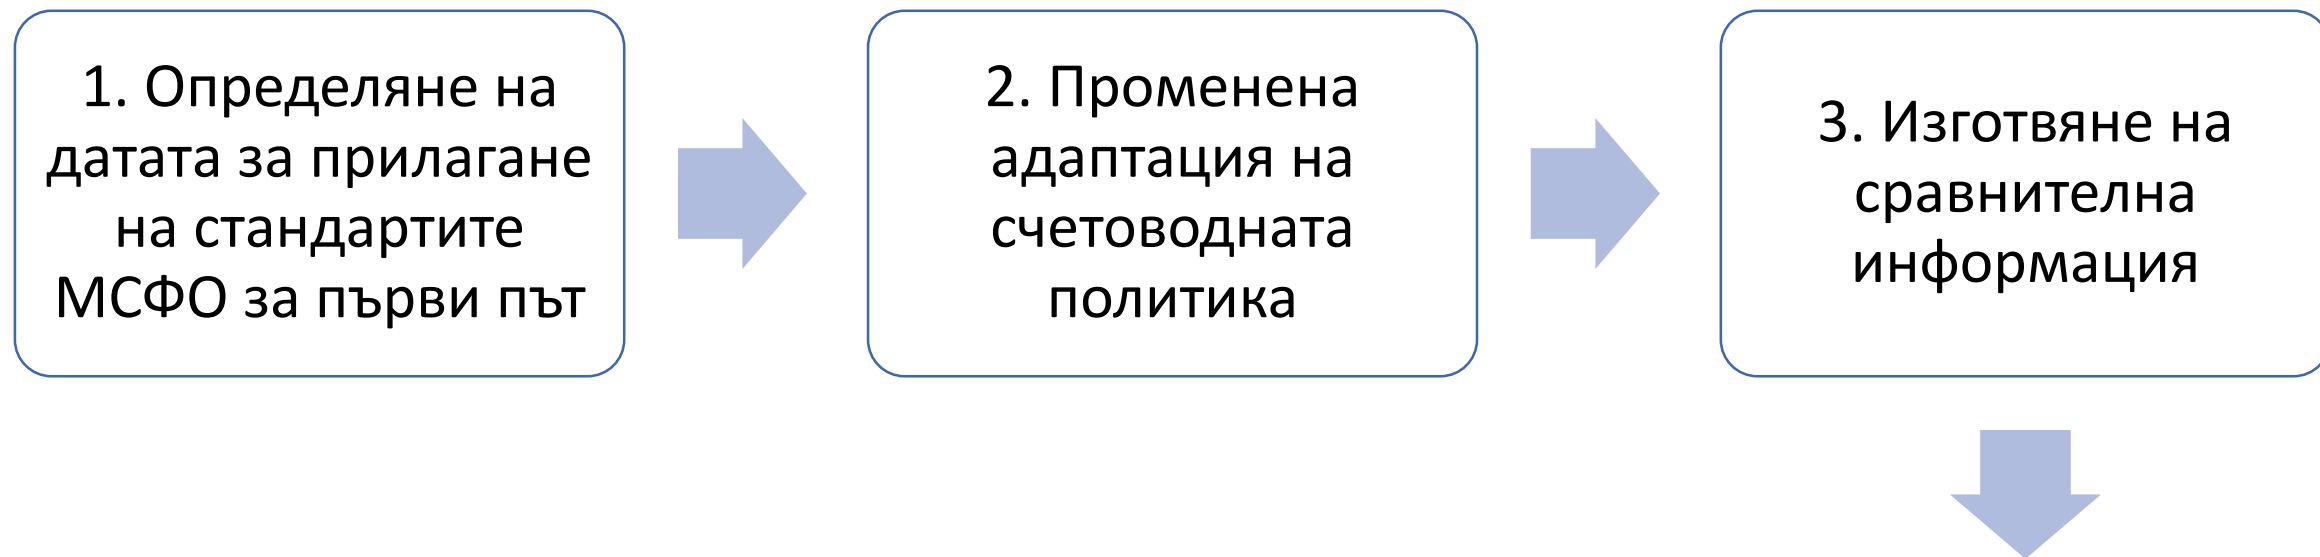 1. Определяне на
датата за прилагане
на стандартите
МСФО за първи път
2. Променена
адаптация на
счетоводната
политика
3. Изготвяне на
сравнителна
информация